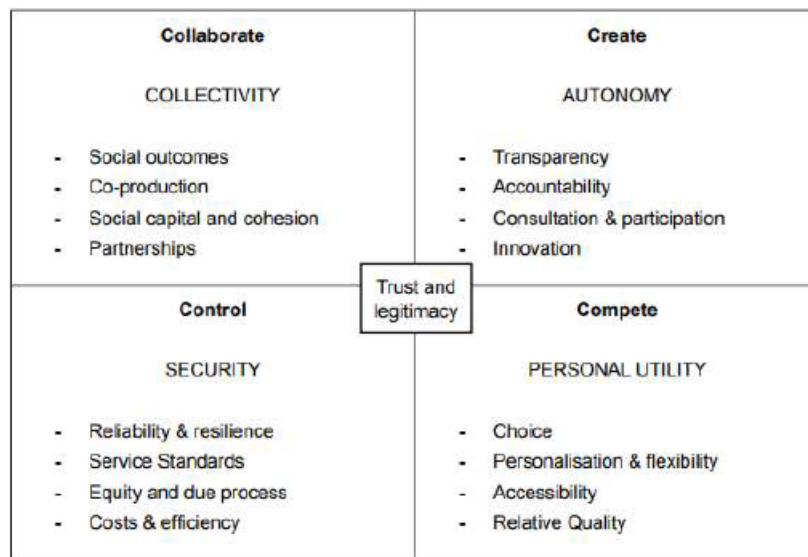 Collaborate
COLLECTIVITY
- Social outcomes
- Co-production
- Social capital and cohesion
- Partnerships
Create
AUTONOMY
- Transparency
- Accountability
- Consultation & participation
- Innovation
Trust and
legitimacy
Control
SECURITY
- Reliability & resilience
- Service Standards
- Equity and due process
- Costs & efficiency
Compete
PERSONAL UTILITY
- Choice
- Personalisation & flexibility
- Accessibility
- Relative Quality